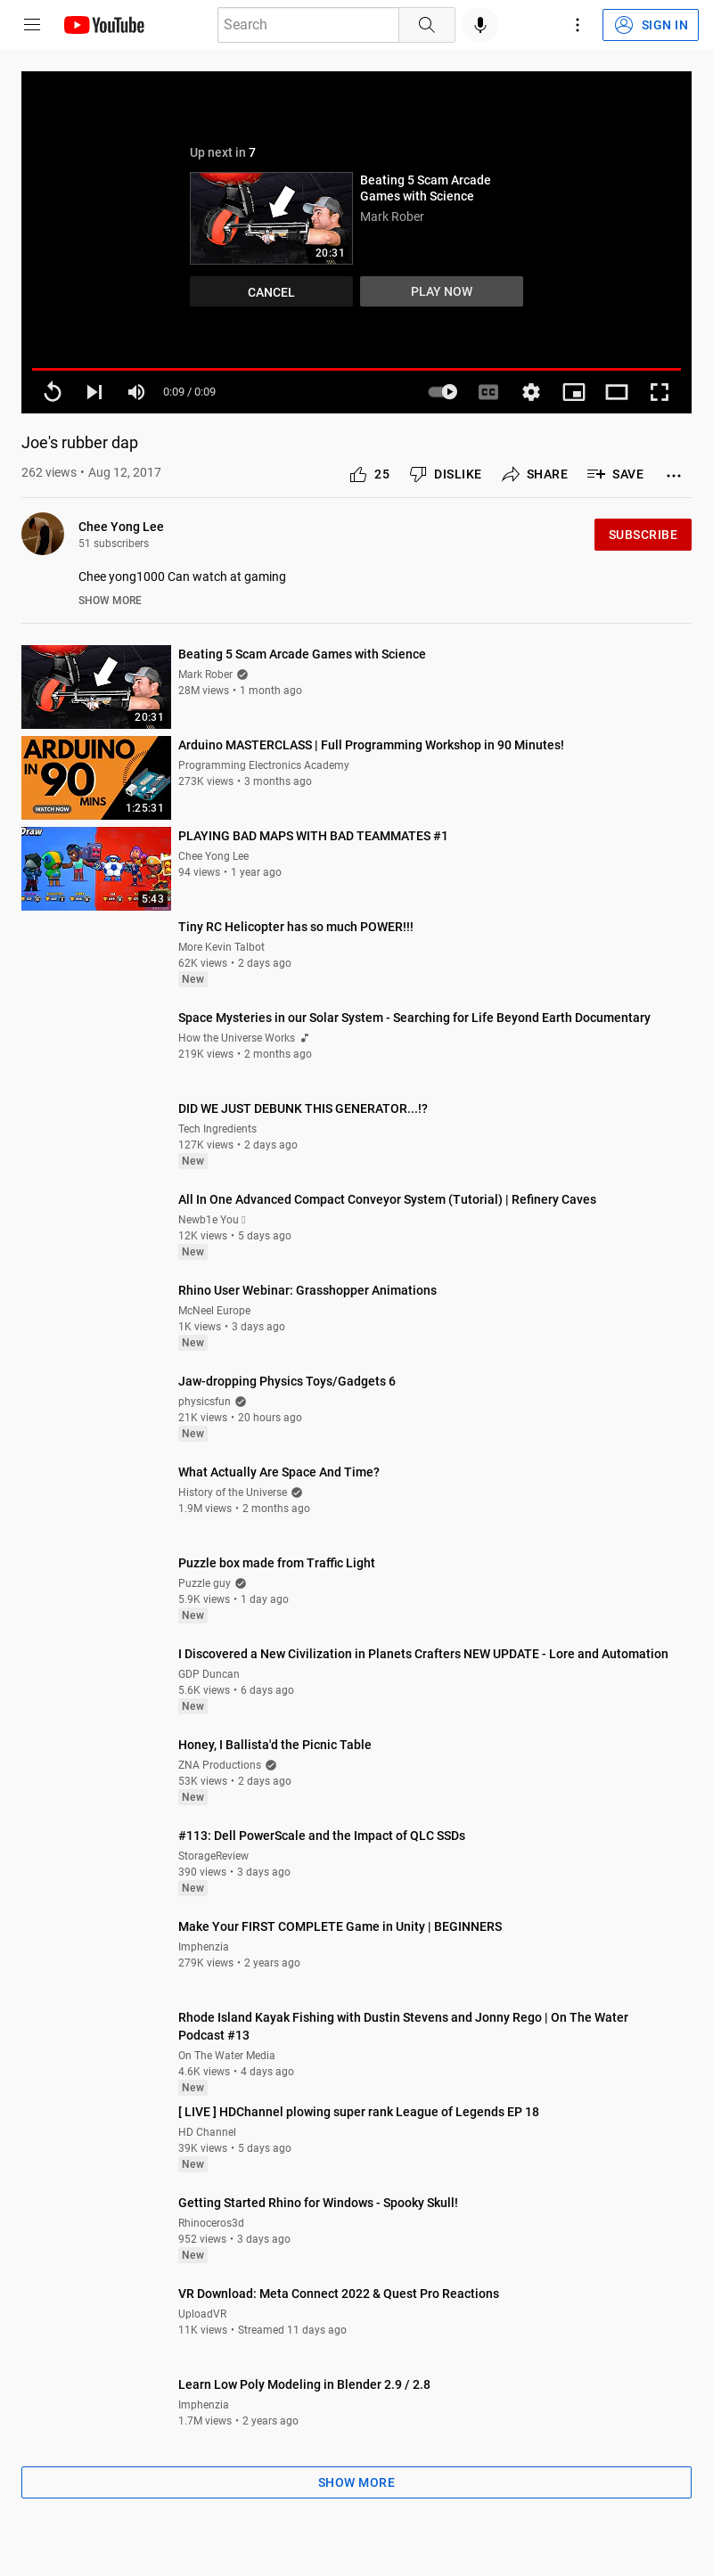 YouTube
Search
SIGN IN
Up next in 7
Beating 5 Scam Arcade
Games with Science
Mark Rober
20:31
CANCEL
PLAY NOW
0:09 / 0:09
CC
Joe's rubber dap
262 views • Aug 12, 2017
25
DISLIKE
SHARE
SAVE
Chee Yong Lee
51 subscribers
SUBSCRIBE
Chee yong1000 Can watch at gaming
SHOW MORE
Beating 5 Scam Arcade Games with Science
Mark Rober
28M views • 1 month ago
20:31
ARDUINO
IN 90
MINS
WATCH NOW
1:25:31
Arduino MASTERCLASS | Full Programming Workshop in 90 Minutes!
Programming Electronics Academy
273K views • 3 months ago
Draw
5:43
PLAYING BAD MAPS WITH BAD TEAMMATES #1
Chee Yong Lee
94 views • 1 year ago
Tiny RC Helicopter has so much POWER!!!
More Kevin Talbot
62K views • 2 days ago
New
Space Mysteries in our Solar System - Searching for Life Beyond Earth Documentary
How the Universe Works
219K views • 2 months ago
DID WE JUST DEBUNK THIS GENERATOR...!?
Tech Ingredients
127K views • 2 days ago
New
All In One Advanced Compact Conveyor System (Tutorial) | Refinery Caves
Newb1e You
12K views • 5 days ago
New
Rhino User Webinar: Grasshopper Animations
McNeel Europe
1K views • 3 days ago
New
Jaw-dropping Physics Toys/Gadgets 6
physicsfun
21K views • 20 hours ago
New
What Actually Are Space And Time?
History of the Universe
1.9M views • 2 months ago
Puzzle box made from Traffic Light
Puzzle guy
5.9K views • 1 day ago
New
I Discovered a New Civilization in Planets Crafters NEW UPDATE - Lore and Automation
GDP Duncan
5.6K views • 6 days ago
New
Honey, I Ballista'd the Picnic Table
ZNA Productions
53K views • 2 days ago
New
#113: Dell PowerScale and the Impact of QLC SSDs
StorageReview
390 views • 3 days ago
New
Make Your FIRST COMPLETE Game in Unity | BEGINNERS
Imphenzia
279K views • 2 years ago
Rhode Island Kayak Fishing with Dustin Stevens and Jonny Rego | On The Water
Podcast #13
On The Water Media
4.6K views • 4 days ago
New
[ LIVE ] HDChannel plowing super rank League of Legends EP 18
HD Channel
39K views • 5 days ago
New
Getting Started Rhino for Windows - Spooky Skull!
Rhinoceros3d
952 views • 3 days ago
New
VR Download: Meta Connect 2022 & Quest Pro Reactions
UploadVR
11K views • Streamed 11 days ago
Learn Low Poly Modeling in Blender 2.9 / 2.8
Imphenzia
1.7M views • 2 years ago
SHOW MORE